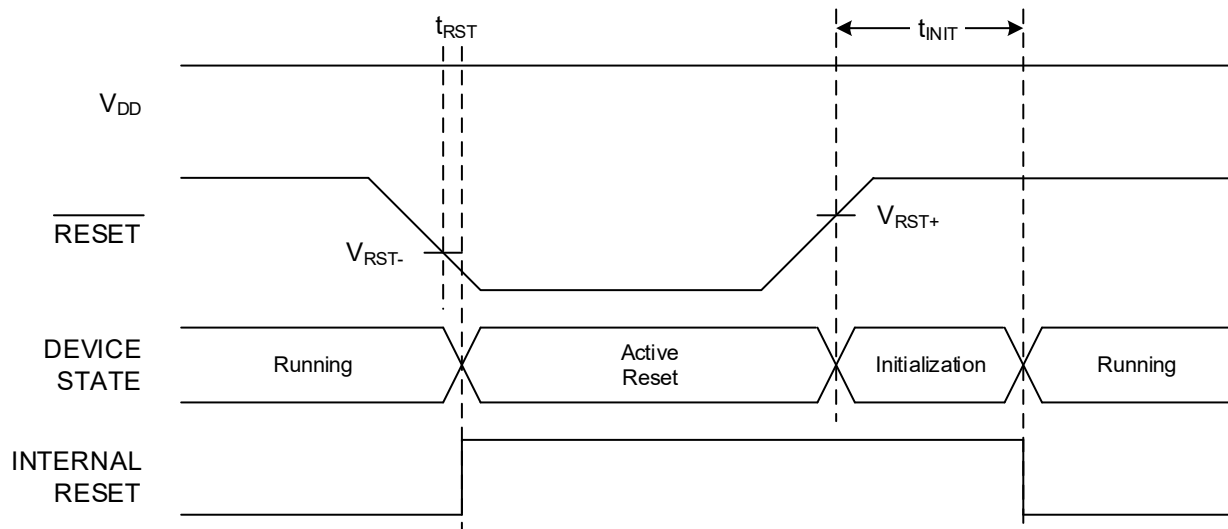 tRST
tINIT
VDD
RESET
VRST-
VRST+
DEVICE
STATE
Running
Active
Reset
Initialization
Running
INTERNAL
RESET